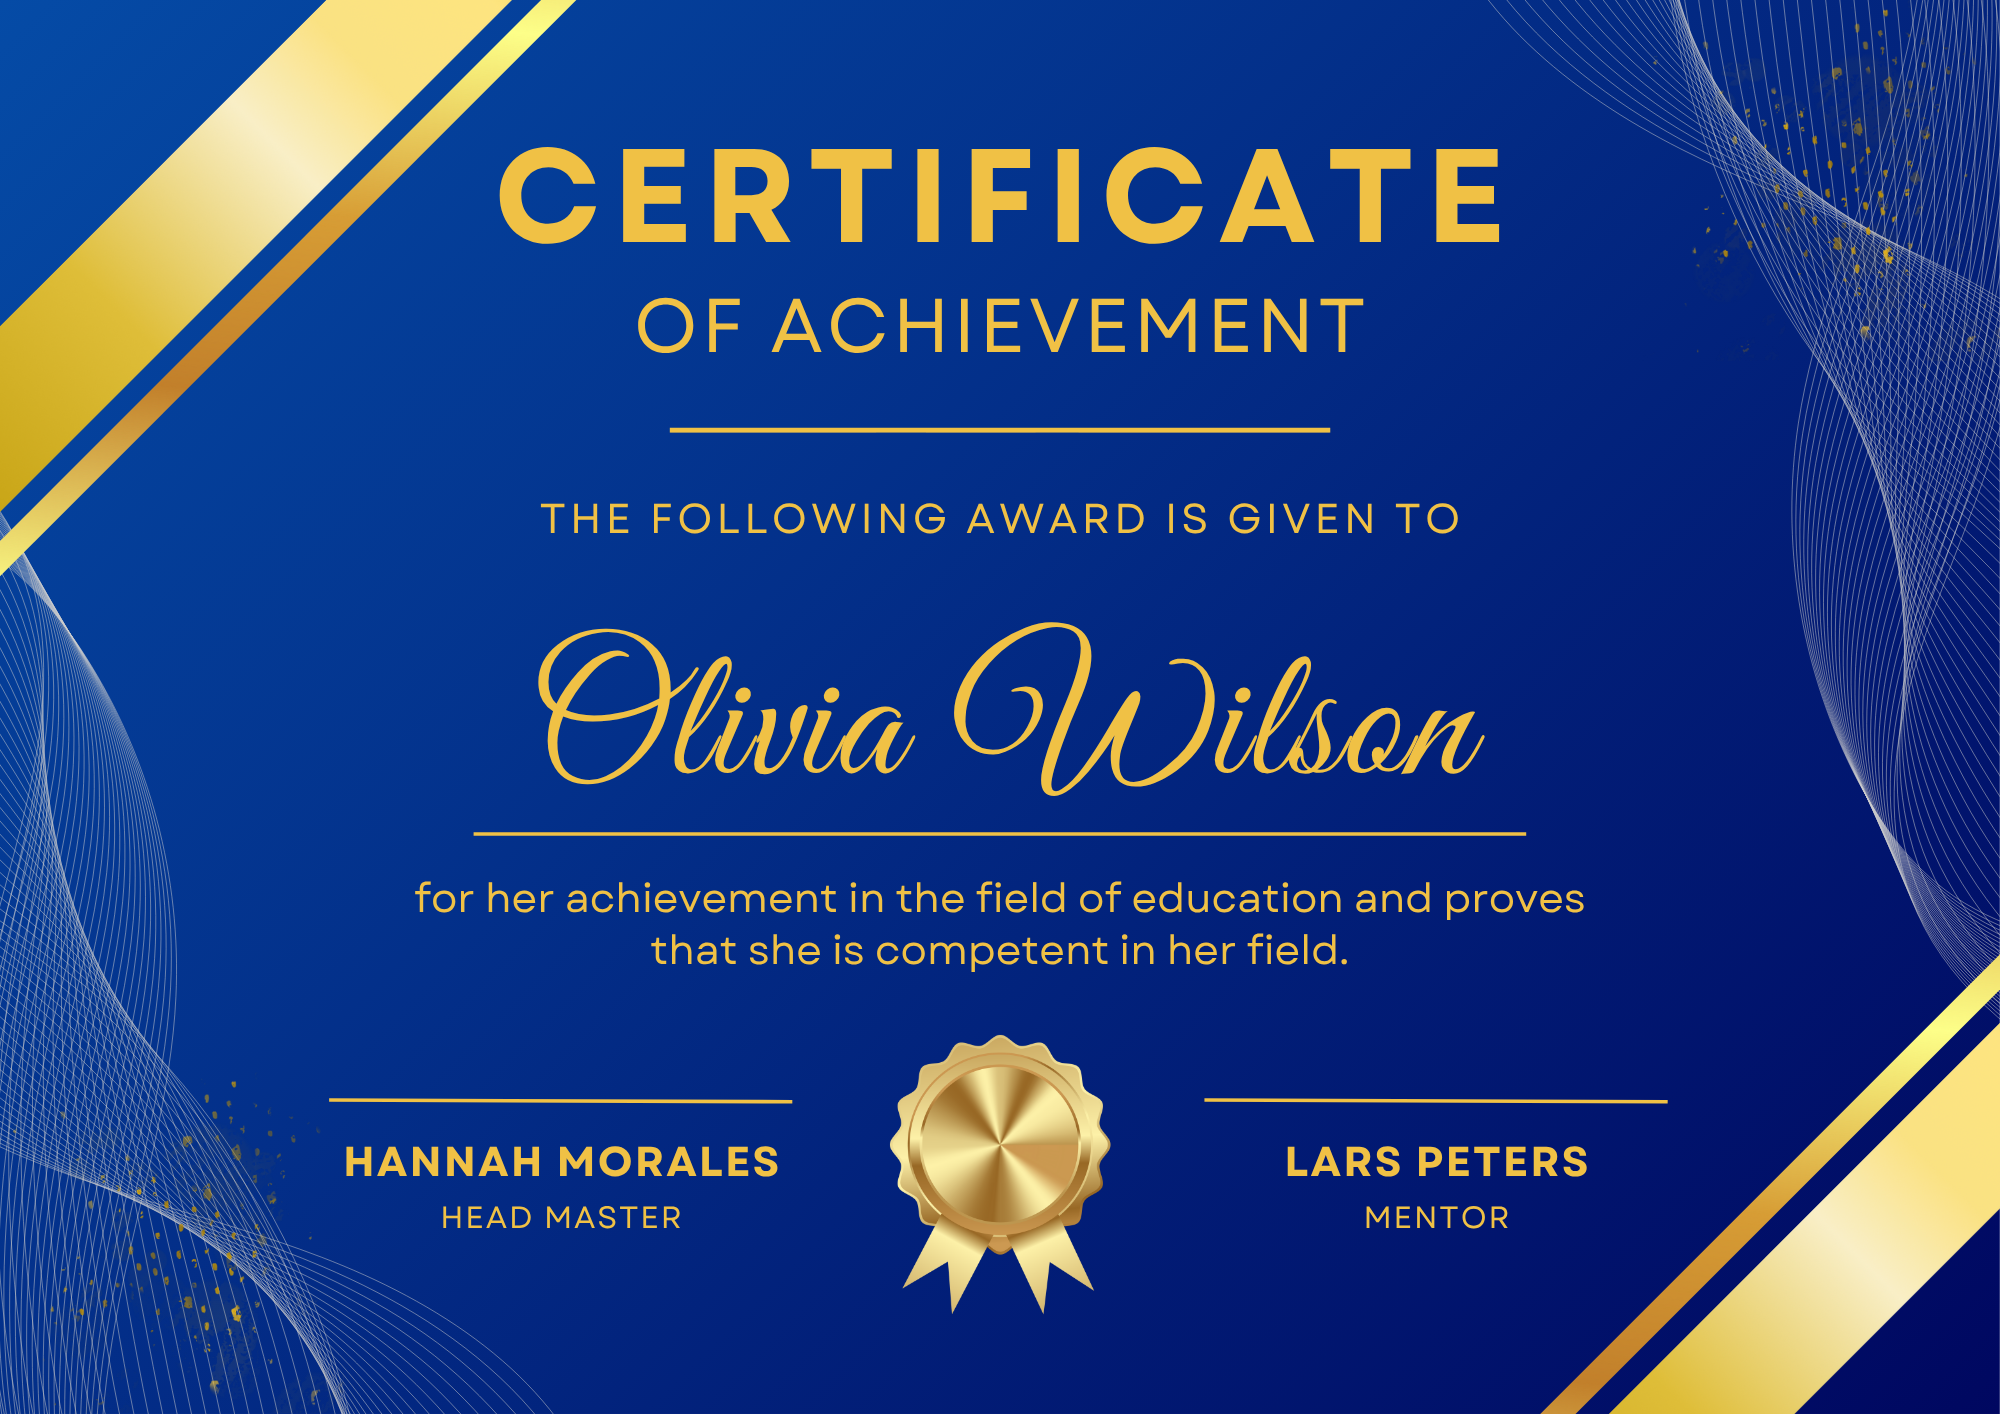 CERTIFICATE
OF ACHIEVEMENT
THE FOLLOWING AWARD IS GIVEN TO
Olivia Wilson
for her achievement in the field of education and proves
that she is competent in her field.
HANNAH MORALES
HEAD MASTER
LARS PETERS
MENTOR